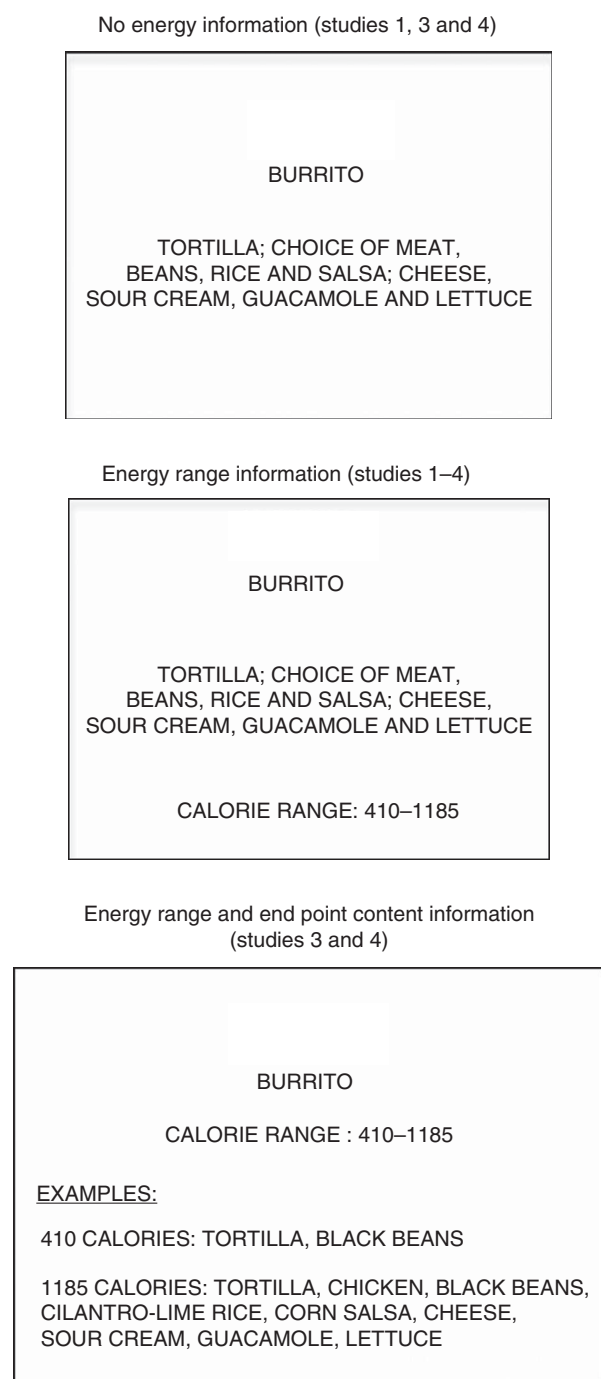 No energy information (studies 1, 3 and 4)
BURRITO
TORTILLA; CHOICE OF MEAT,
BEANS, RICE AND SALSA; CHEESE,
SOUR CREAM, GUACAMOLE AND LETTUCE
Energy range information (studies 1–4)
BURRITO
TORTILLA; CHOICE OF MEAT,
BEANS, RICE AND SALSA; CHEESE,
SOUR CREAM, GUACAMOLE AND LETTUCE
CALORIE RANGE: 410–1185
Energy range and end point content information
(studies 3 and 4)
BURRITO
CALORIE RANGE : 410–1185
EXAMPLES:
410 CALORIES: TORTILLA, BLACK BEANS
1185 CALORIES: TORTILLA, CHICKEN, BLACK BEANS,
CILANTRO-LIME RICE, CORN SALSA, CHEESE,
SOUR CREAM, GUACAMOLE, LETTUCE